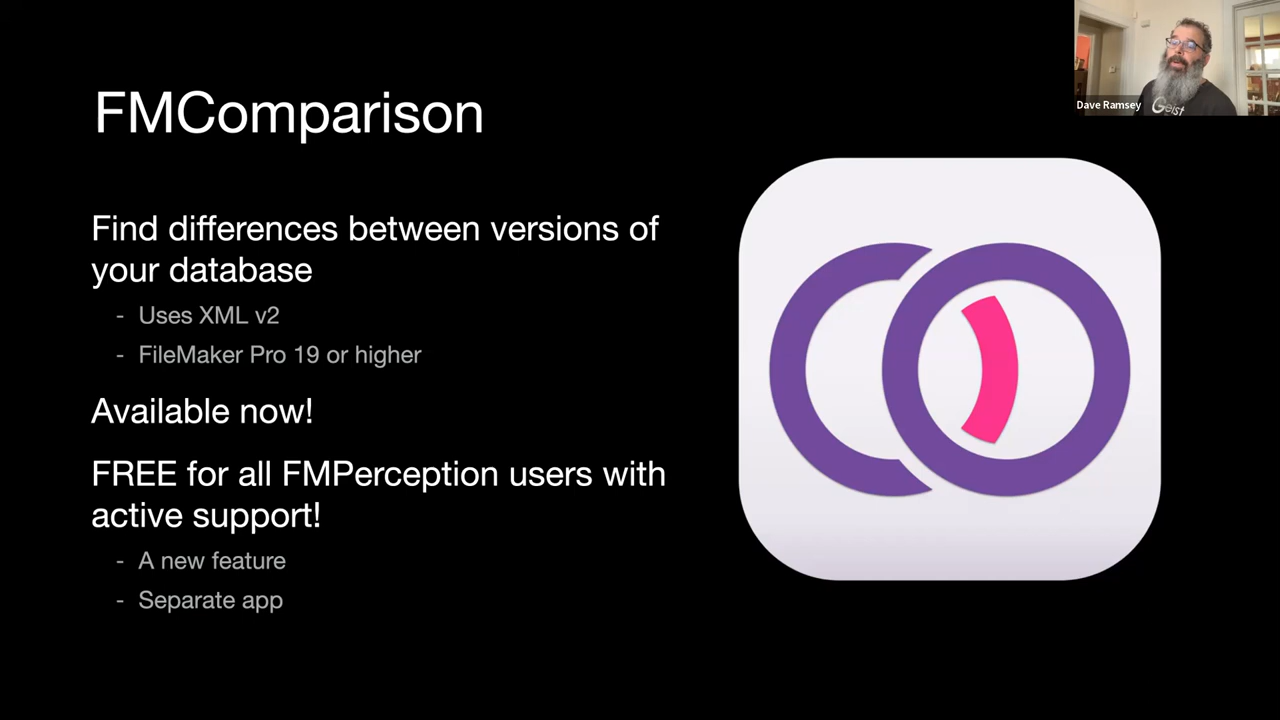 Dave Ramsey
Geist
FMComparison
Find differences between versions of
your database
- Uses XML v2
- FileMaker Pro 19 or higher
Available now!
FREE for all FMPerception users with
active support!
- A new feature
- Separate app